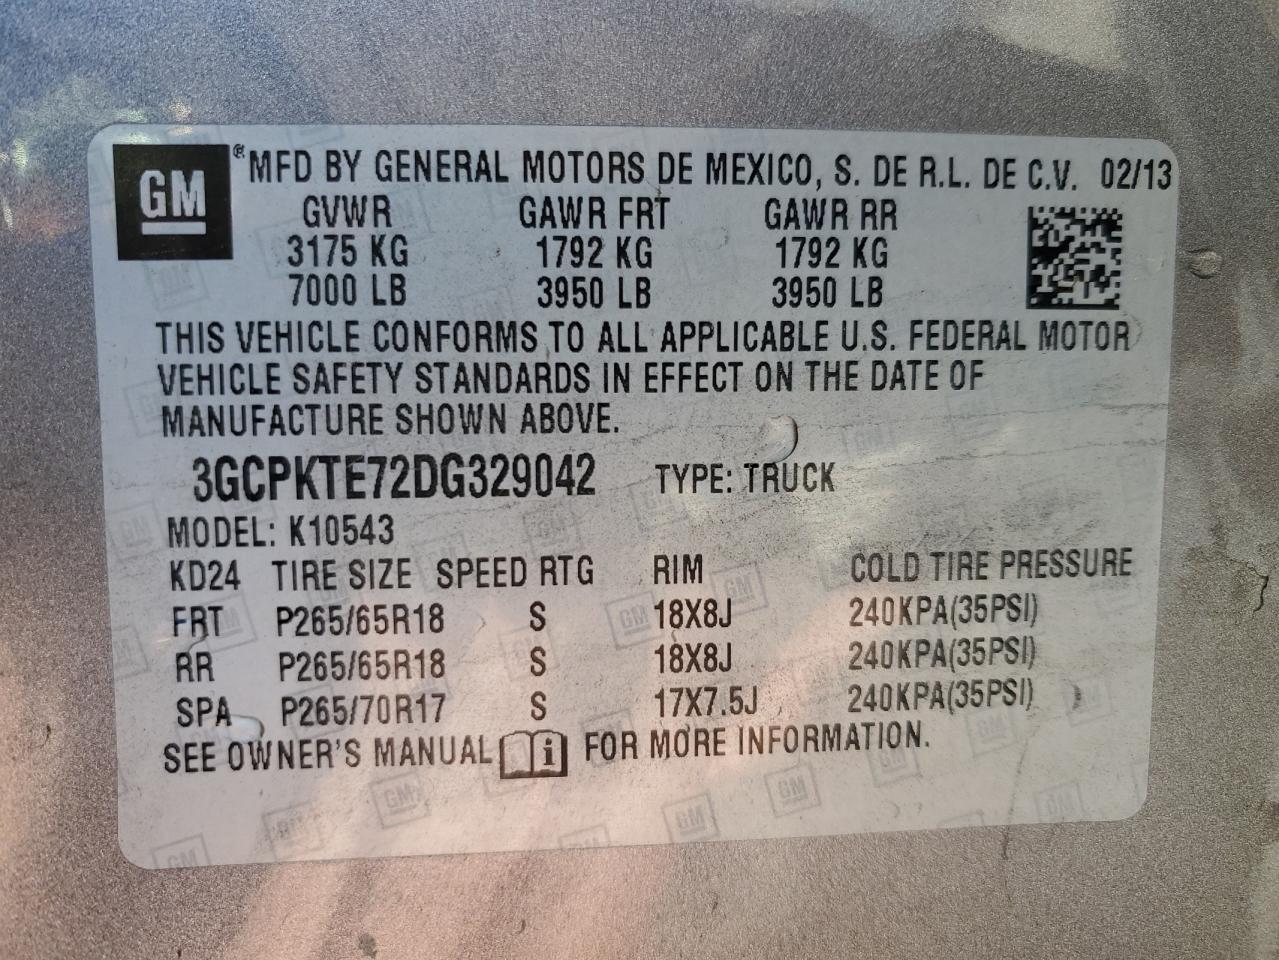 GM ® MFD BY GENERAL MOTORS DE MEXICO, S. DE R.L. DE C.V. 02/13
GVWR GAWR FRT GAWR RR
3175 KG 1792 KG 1792 KG
7000 LB 3950 LB 3950 LB
THIS VEHICLE CONFORMS TO ALL APPLICABLE U.S. FEDERAL MOTOR
VEHICLE SAFETY STANDARDS IN EFFECT ON THE DATE OF
MANUFACTURE SHOWN ABOVE.
3GCPKTE72DG329042 TYPE: TRUCK
MODEL: K10543
KD24 TIRE SIZE SPEED RTG RIM COLD TIRE PRESSURE
FRT P265/65R18 S 18X8J 240KPA(35PSI)
RR P265/65R18 S 18X8J 240KPA(35PSI)
SPA P265/70R17 S 17X7.5J 240KPA(35PSI)
SEE OWNER'S MANUAL FOR MORE INFORMATION.